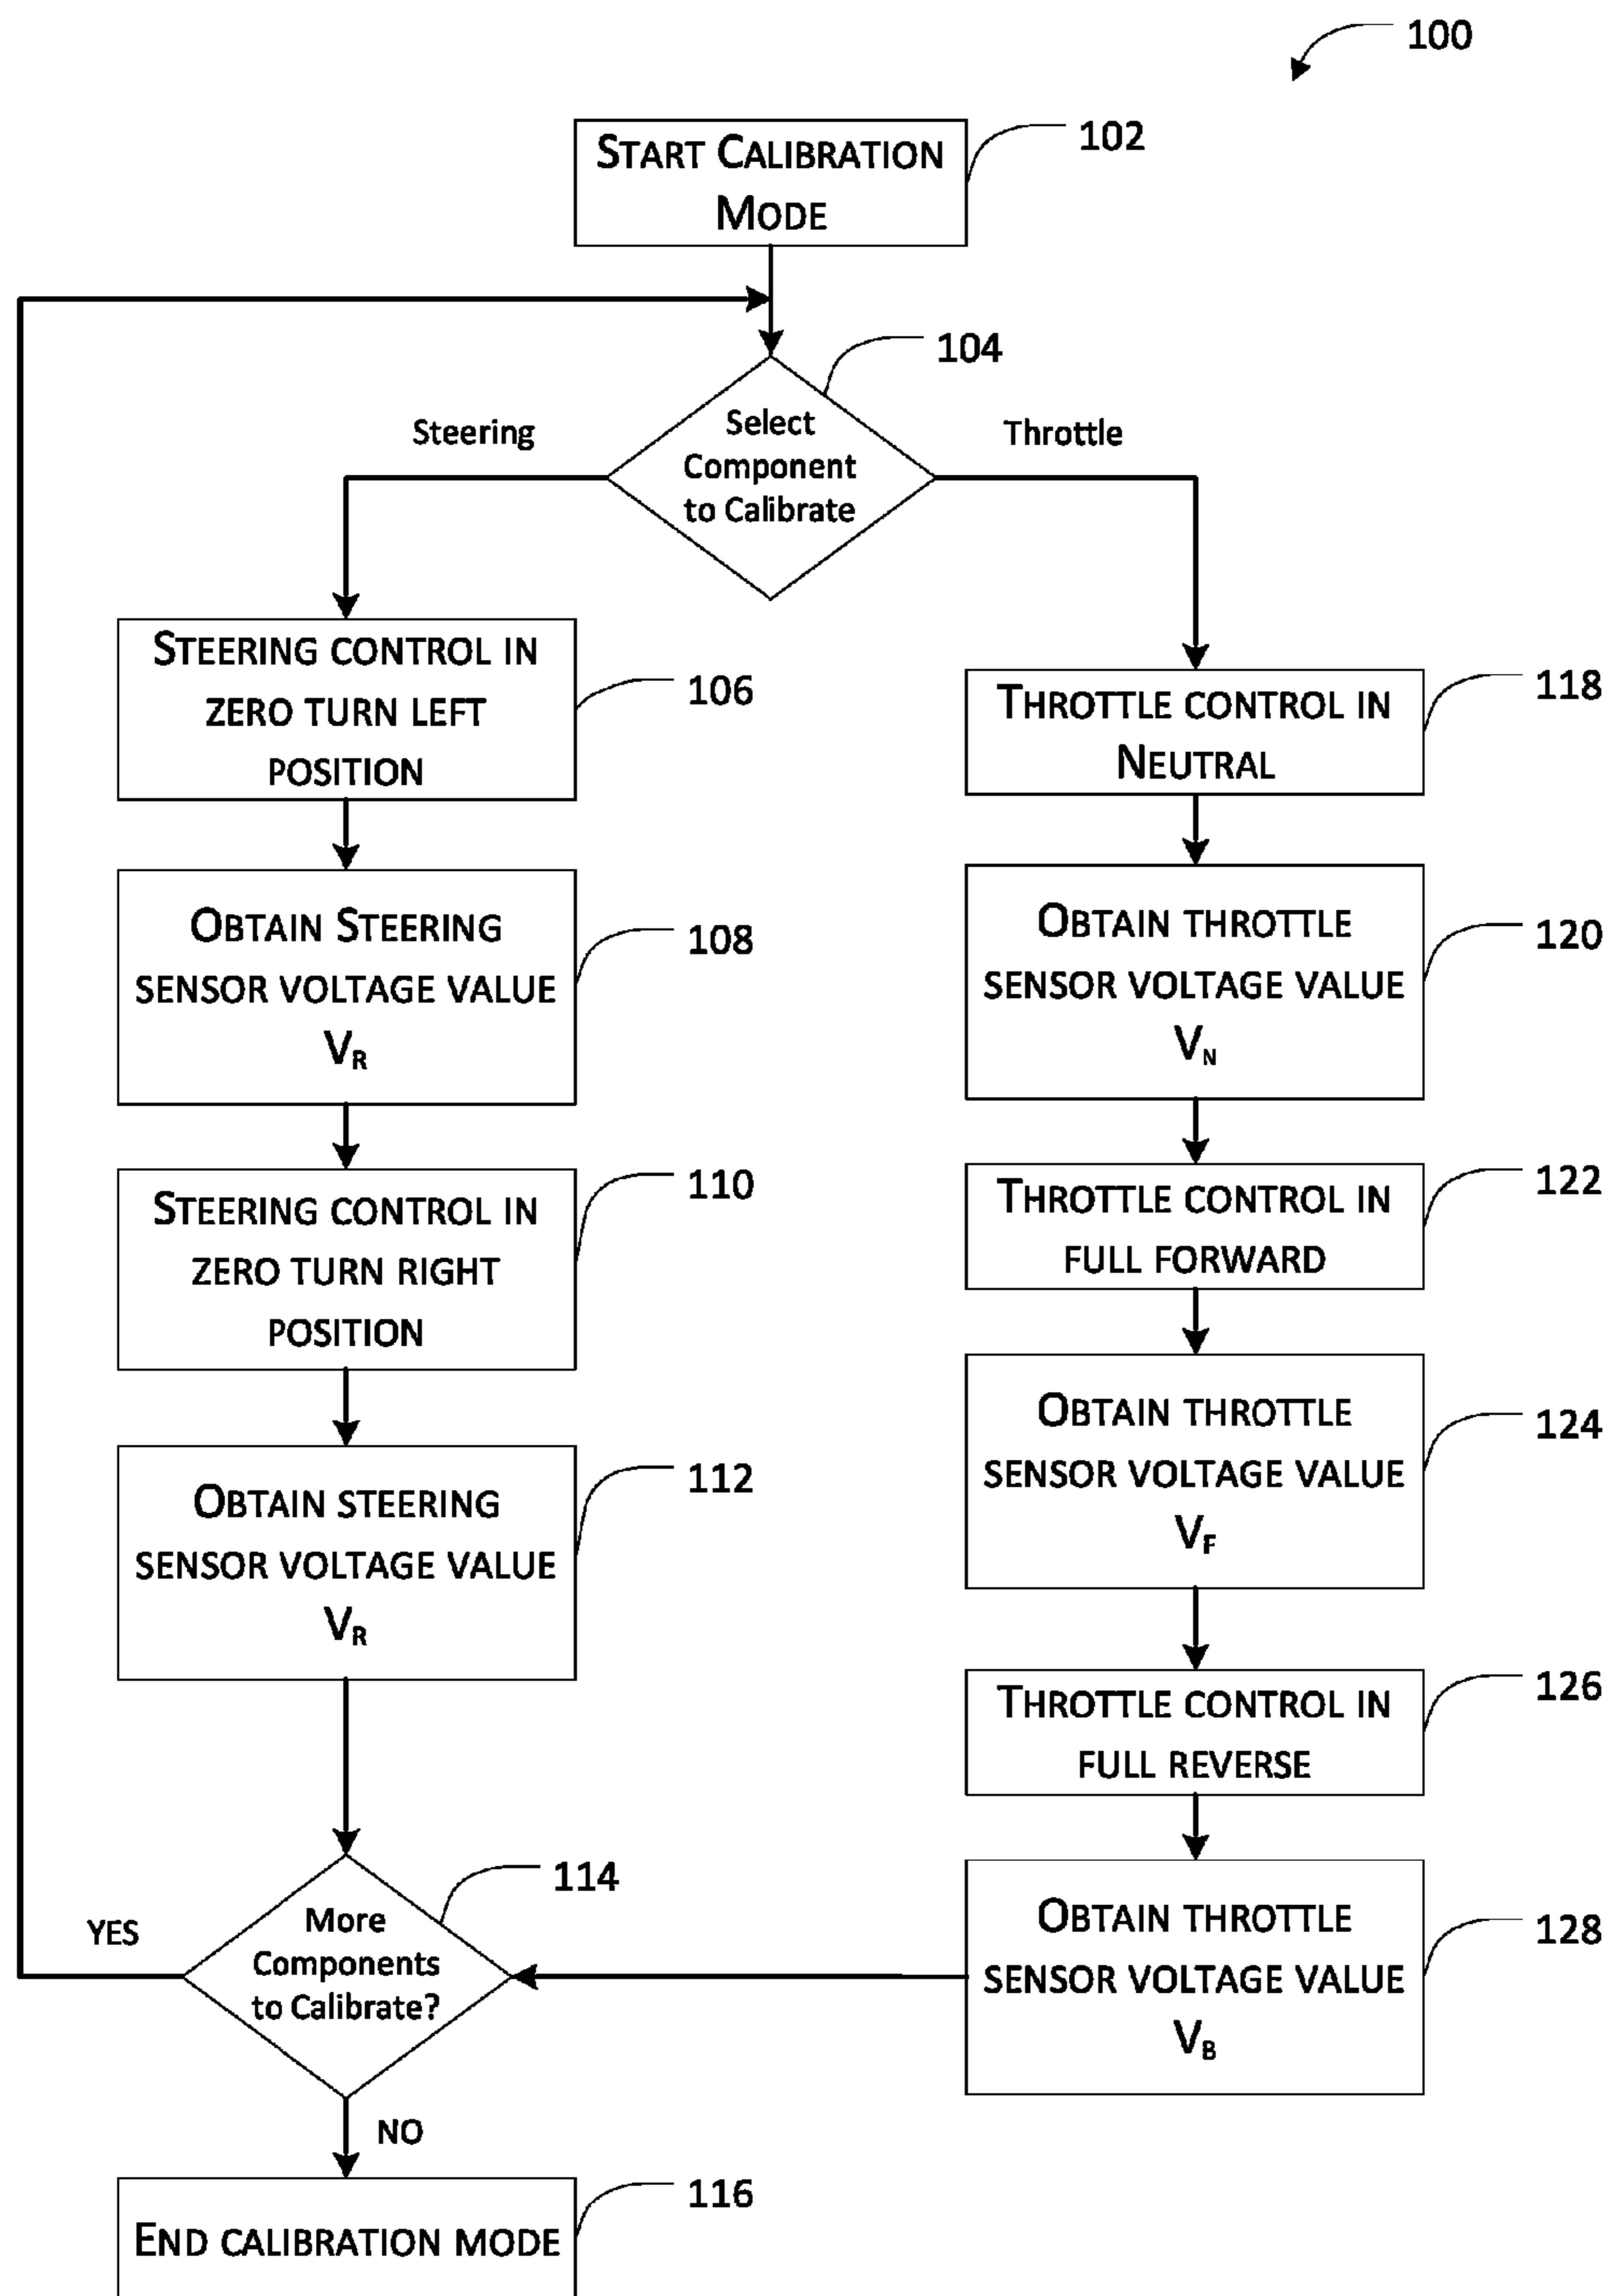 100
START CALIBRATION
MODE
102
104
Select
Component
to Calibrate
Steering
Throttle
STEERING CONTROL IN
ZERO TURN LEFT
POSITION
106
OBTAIN STEERING
SENSOR VOLTAGE VALUE
VR
108
STEERING CONTROL IN
ZERO TURN RIGHT
POSITION
110
OBTAIN STEERING
SENSOR VOLTAGE VALUE
VR
112
THROTTLE CONTROL IN
NEUTRAL
118
OBTAIN THROTTLE
SENSOR VOLTAGE VALUE
VN
120
THROTTLE CONTROL IN
FULL FORWARD
122
OBTAIN THROTTLE
SENSOR VOLTAGE VALUE
VF
124
THROTTLE CONTROL IN
FULL REVERSE
126
OBTAIN THROTTLE
SENSOR VOLTAGE VALUE
VB
128
114
More
Components
to Calibrate?
YES
NO
END CALIBRATION MODE
116